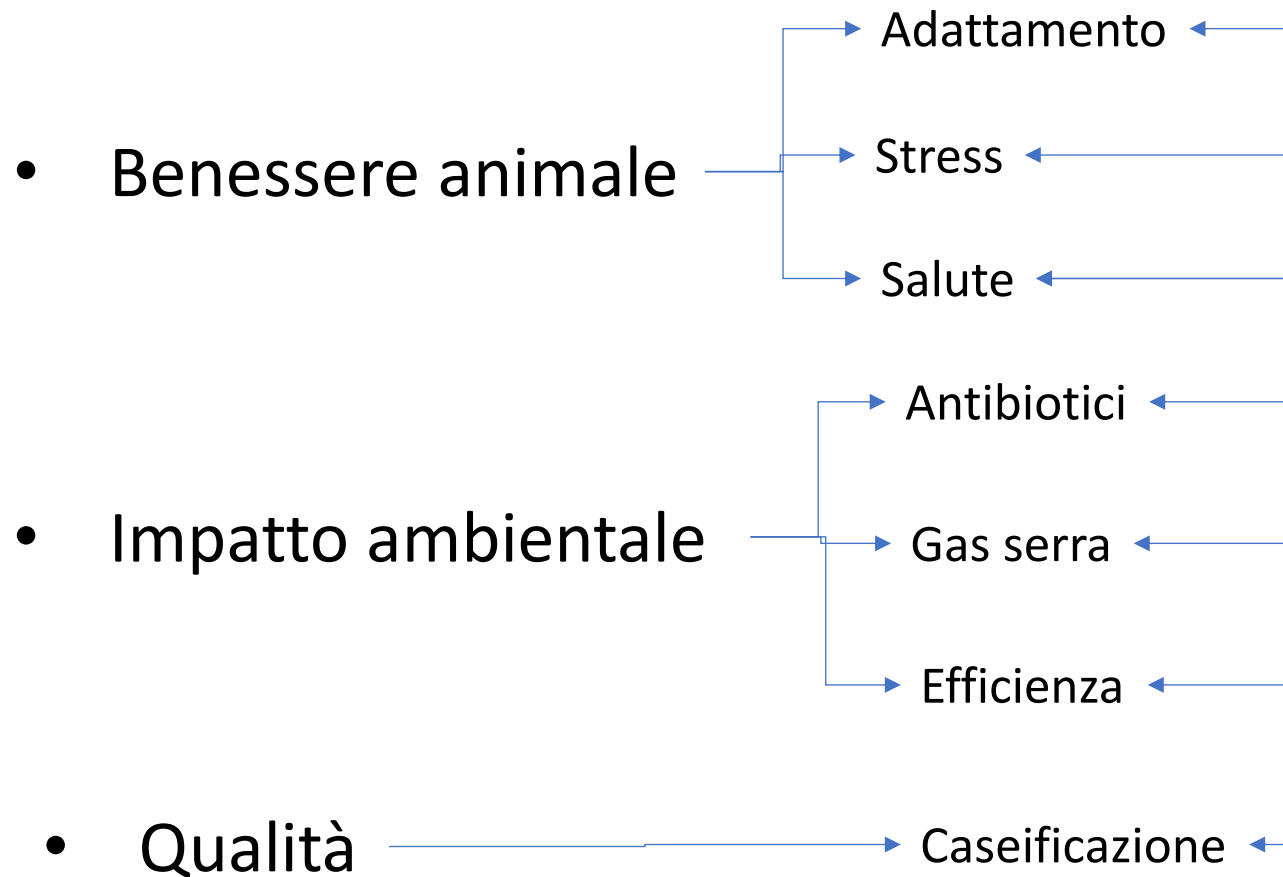 Adattamento
• Benessere animale
Stress
Salute
Antibiotici
• Impatto ambientale
Gas serra
Efficienza
• Qualità
Caseificazione